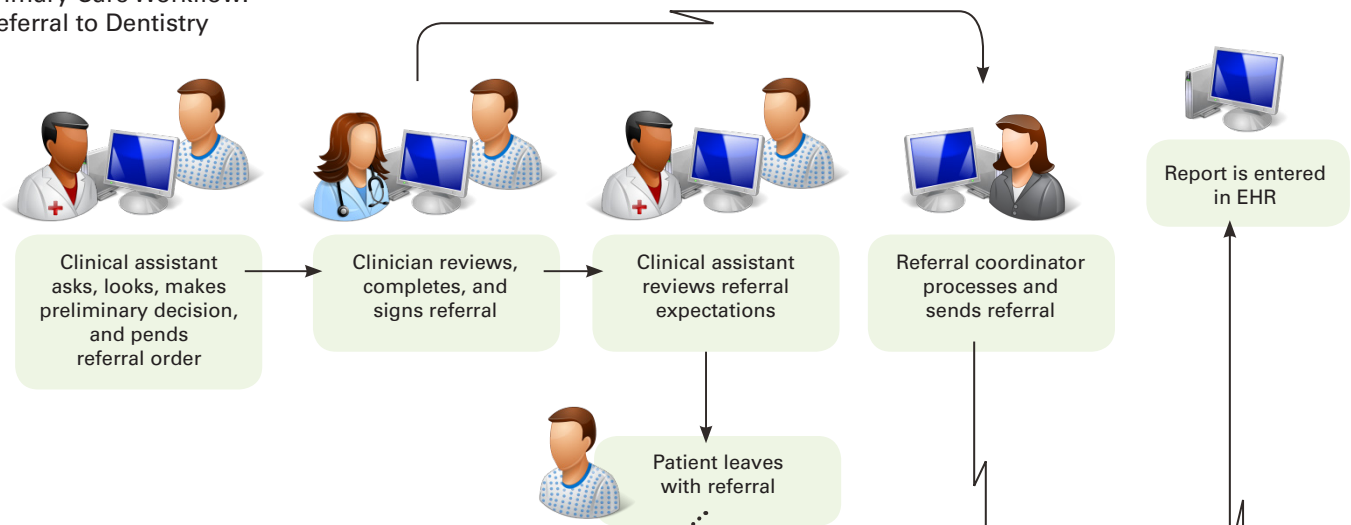 Care Workflow:
to Dentistry
Clinical assistant
asks, looks, makes
preliminary decision,
and pends
referral order
Clinician reviews,
completes, and
signs referral
Clinical assistant
reviews referral
expectations
Referral coordinator
processes and
sends referral
Report is entered
in EHR
Patient leaves
with referral